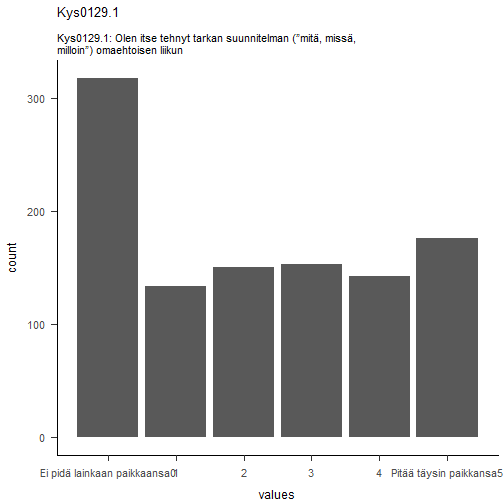 Kys0129.1
Kys0129.1: Olen itse tehnyt tarkan suunnitelman ("mitä, missä,
milloin") omaehtoisen liikun
300
200
100
0
count
Ei pidä lainkaan paikkaansa0 1 2 3 4 Pitää täysin paikkansa5
values